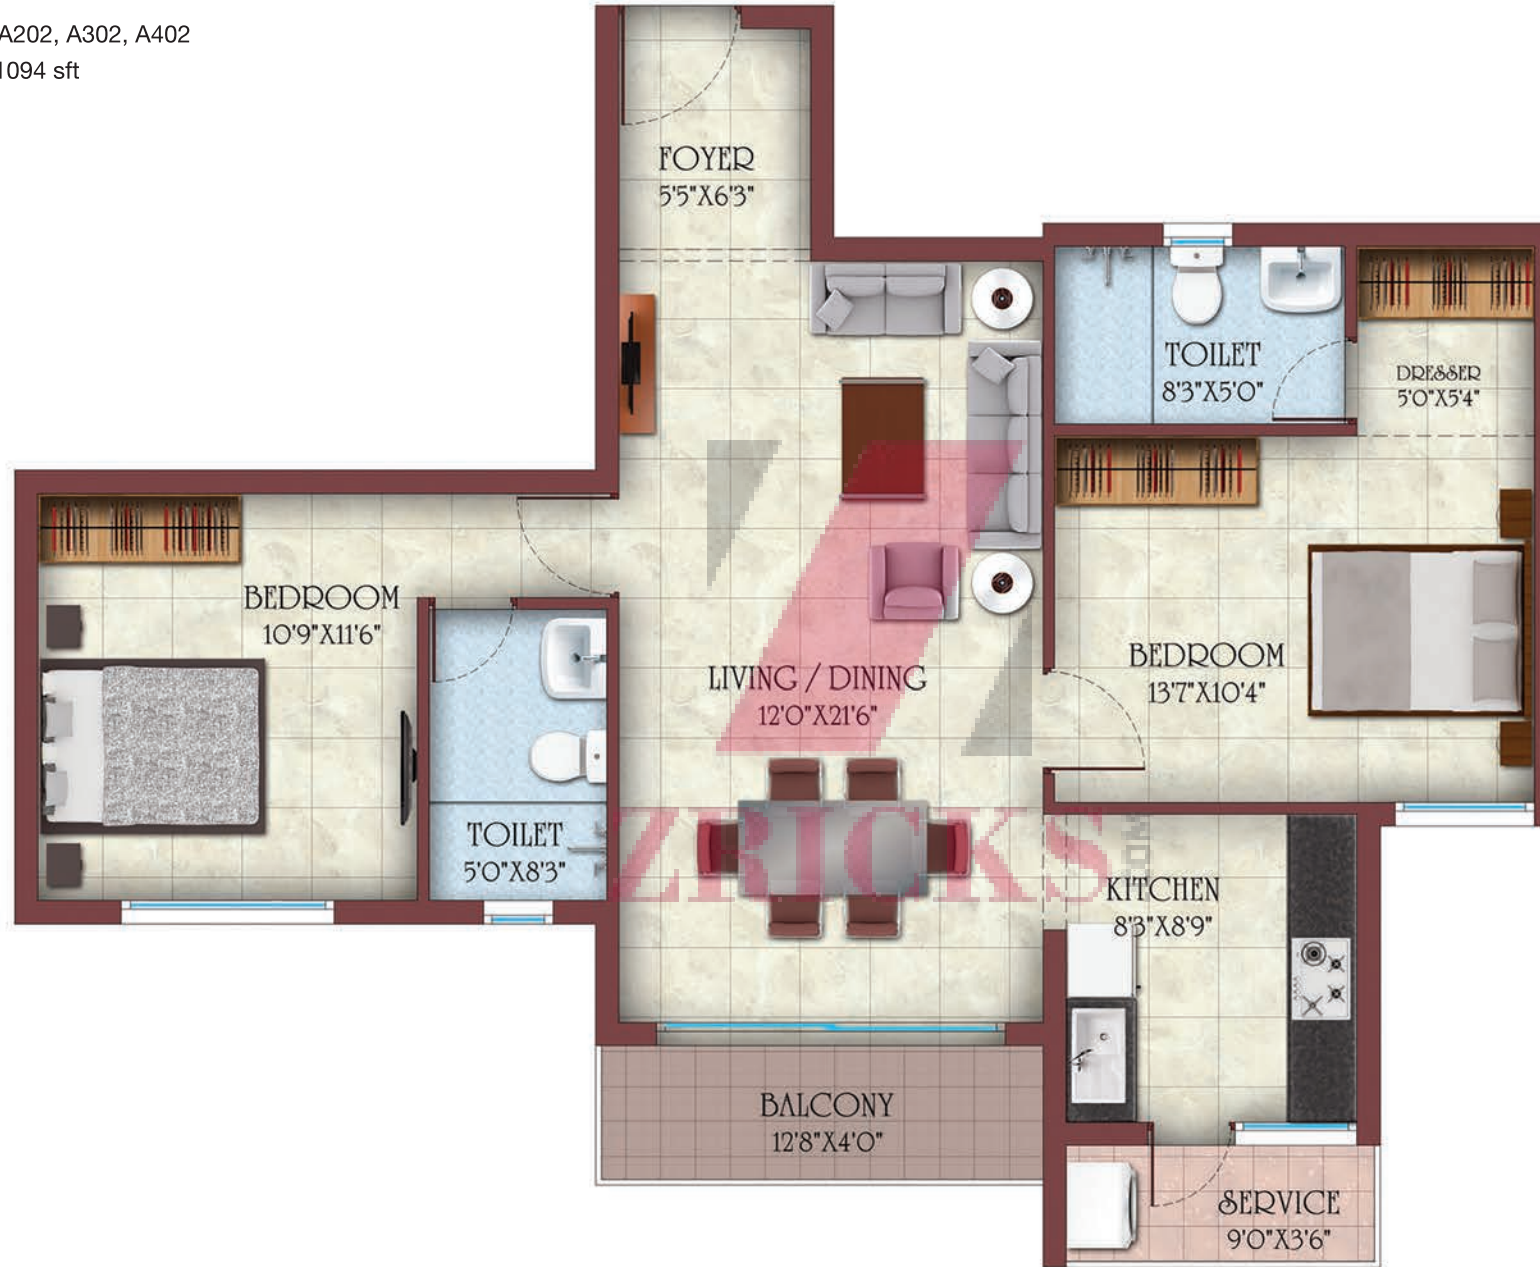 A202, A302, A402
1094 sft
FOYER
5'5"X6'3"
TOILET
8'3"X5'0"
DRESSER
5'0"X5'4"
BEDROOM
10'9"X11'6"
LIVING / DINING
12'0"X21'6"
BEDROOM
13'7"X10'4"
TOILET
5'0"X8'3"
ZRICKS
KITCHEN
8'3"X8'9"
BALCONY
12'8"X4'0"
SERVICE
9'0"X3'6"